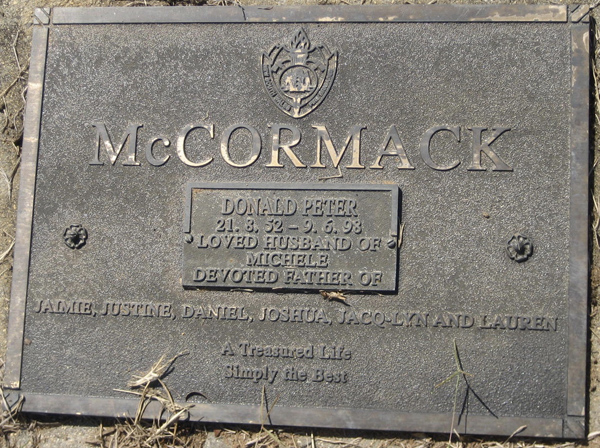 McCORMACK
DONALD PETER
21. 8. 52 – 9. 6. 98
LOVED HUSBAND OF
MICHELE
DEVOTED FATHER OF
JAIMIE, JUSTINE, DANIEL, JOSHUA, JACQ-LYN AND LAUREN
A Treasured Life
Simply the Best